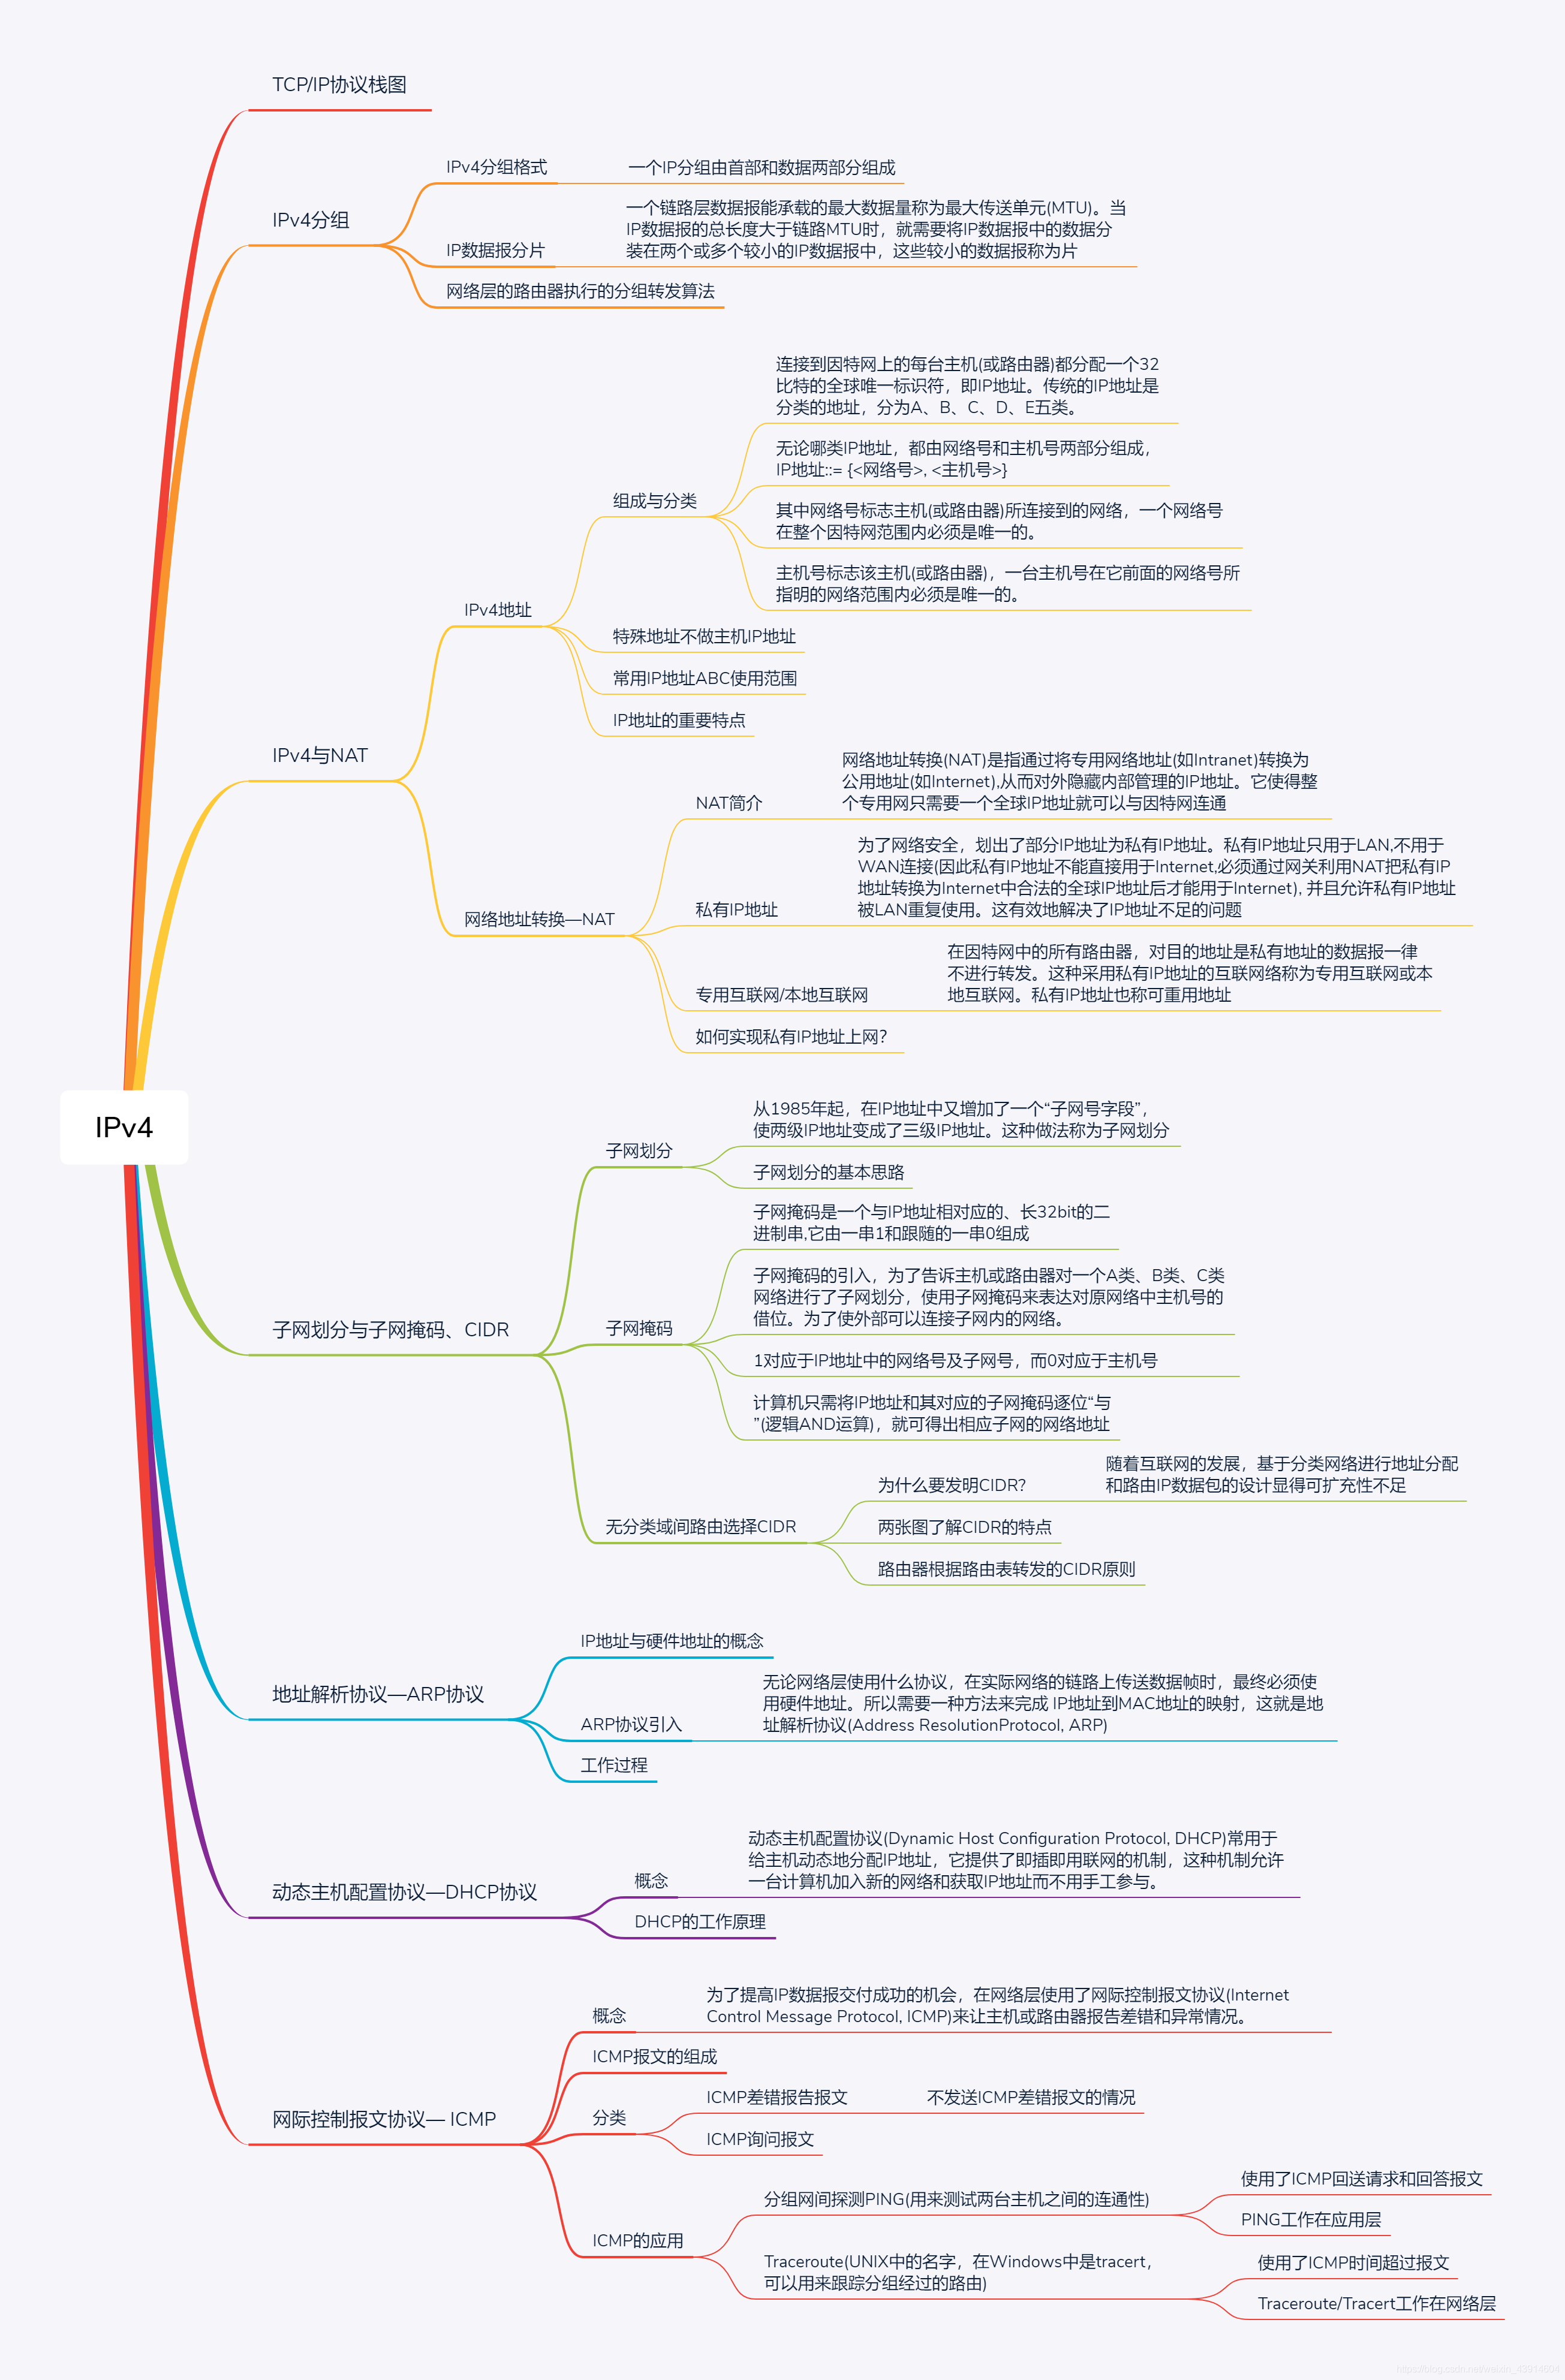 TCP/IP协议栈图
IPv4分组
IPv4分组格式
一个IP分组由首部和数据两部分组成
IP数据报分片
一个链路层数据报能承载的最大数据量称为最大传送单元(MTU)。当
IP数据报的总长度大于链路MTU时，就需要将IP数据报中的数据分
装在两个或多个较小的IP数据报中，这些较小的数据报称为片
网络层的路由器执行的分组转发算法
IPv4与NAT
IPv4地址
组成与分类
连接到因特网上的每台主机(或路由器)都分配一个32
比特的全球唯一标识符，即IP地址。传统的IP地址是
分类的地址，分为A、B、C、D、E五类。
无论哪类IP地址，都由网络号和主机号两部分组成，
IP地址::= {<网络号>, <主机号>}
其中网络号标志主机(或路由器)所连接到的网络，一个网络号
在整个因特网范围内必须是唯一的。
主机号标志该主机(或路由器)，一台主机号在它前面的网络号所
指明的网络范围内必须是唯一的。
特殊地址不做主机IP地址
常用IP地址ABC使用范围
IP地址的重要特点
网络地址转换—NAT
NAT简介
网络地址转换(NAT)是指通过将专用网络地址(如Intranet)转换为
公用地址(如Internet),从而对外隐藏内部管理的IP地址。它使得整
个专用网只需要一个全球IP地址就可以与因特网连通
私有IP地址
为了网络安全，划出了部分IP地址为私有IP地址。私有IP地址只用于LAN,不用于
WAN连接(因此私有IP地址不能直接用于Internet,必须通过网关利用NAT把私有IP
地址转换为Internet中合法的全球IP地址后才能用于Internet), 并且允许私有IP地址
被LAN重复使用。这有效地解决了IP地址不足的问题
专用互联网/本地互联网
在因特网中的所有路由器，对目的地址是私有地址的数据报一律
不进行转发。这种采用私有IP地址的互联网络称为专用互联网或本
地互联网。私有IP地址也称可重用地址
如何实现私有IP地址上网？
IPv4
子网划分与子网掩码、CIDR
子网划分
从1985年起，在IP地址中又增加了一个“子网号字段”，
使两级IP地址变成了三级IP地址。这种做法称为子网划分
子网划分的基本思路
子网掩码
子网掩码是一个与IP地址相对应的、长32bit的二
进制串,它由一串1和跟随的一串0组成
子网掩码的引入，为了告诉主机或路由器对一个A类、B类、C类
网络进行了子网划分，使用子网掩码来表达对原网络中主机号的
借位。为了使外部可以连接子网内的网络。
1对应于IP地址中的网络号及子网号，而0对应于主机号
计算机只需将IP地址和其对应的子网掩码逐位“与
”(逻辑AND运算)，就可得出相应子网的网络地址
无分类域间路由选择CIDR
为什么要发明CIDR？
随着互联网的发展，基于分类网络进行地址分配
和路由IP数据包的设计显得可扩充性不足
两张图了解CIDR的特点
路由器根据路由表转发的CIDR原则
地址解析协议—ARP协议
IP地址与硬件地址的概念
ARP协议引入
无论网络层使用什么协议，在实际网络的链路上传送数据帧时，最终必须使
用硬件地址。所以需要一种方法来完成 IP地址到MAC地址的映射，这就是地
址解析协议(Address ResolutionProtocol, ARP)
工作过程
动态主机配置协议—DHCP协议
概念
动态主机配置协议(Dynamic Host Configuration Protocol, DHCP)常用于
给主机动态地分配IP地址，它提供了即插即用联网的机制，这种机制允许
一台计算机加入新的网络和获取IP地址而不用手工参与。
DHCP的工作原理
网际控制报文协议— ICMP
概念
为了提高IP数据报交付成功的机会，在网络层使用了网际控制报文协议(Internet
Control Message Protocol, ICMP)来让主机或路由器报告差错和异常情况。
ICMP报文的组成
分类
ICMP差错报告报文
不发送ICMP差错报文的情况
ICMP询问报文
ICMP的应用
分组网间探测PING(用来测试两台主机之间的连通性)
使用了ICMP回送请求和回答报文
PING工作在应用层
Traceroute(UNIX中的名字，在Windows中是tracert，
可以用来跟踪分组经过的路由)
使用了ICMP时间超过报文
Traceroute/Tracert工作在网络层